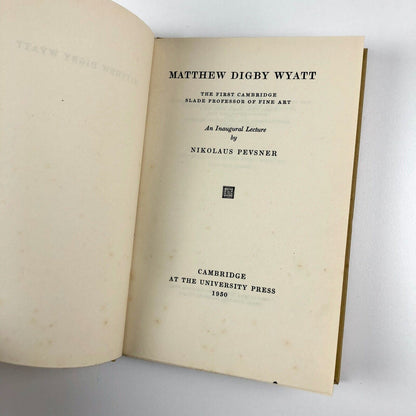 MATTHEW DIGBY WYATT
THE FIRST CAMBRIDGE
SLADE PROFESSOR OF FINE ART
An Inaugural Lecture
by
NIKOLAUS PEVSNER
CAMBRIDGE
AT THE UNIVERSITY PRESS
1950